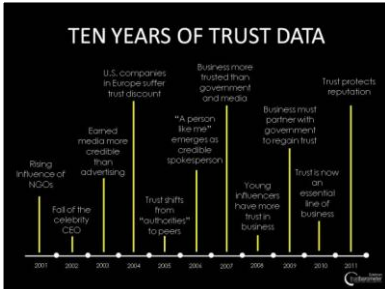 TEN YEARS OF TRUST DATA
Rising
Influence of
NGOs
Fall of the
celebrity
CEO
Earned
media more
credible
than
advertising
U.S. companies
in Europe suffer
trust discount
Trust shifts
from
"authorities"
to peers
"A person
like me"
emerges as
credible
spokesperson
Business more
trusted than
government
and media
Young
influencers
have more
trust in
business
Business must
partner with
government
to regain trust
Trust is now
an
essential
line of
business
Trust protects
reputation
2001 2002 2003 2004 2005 2006 2007 2008 2009 2010 2011